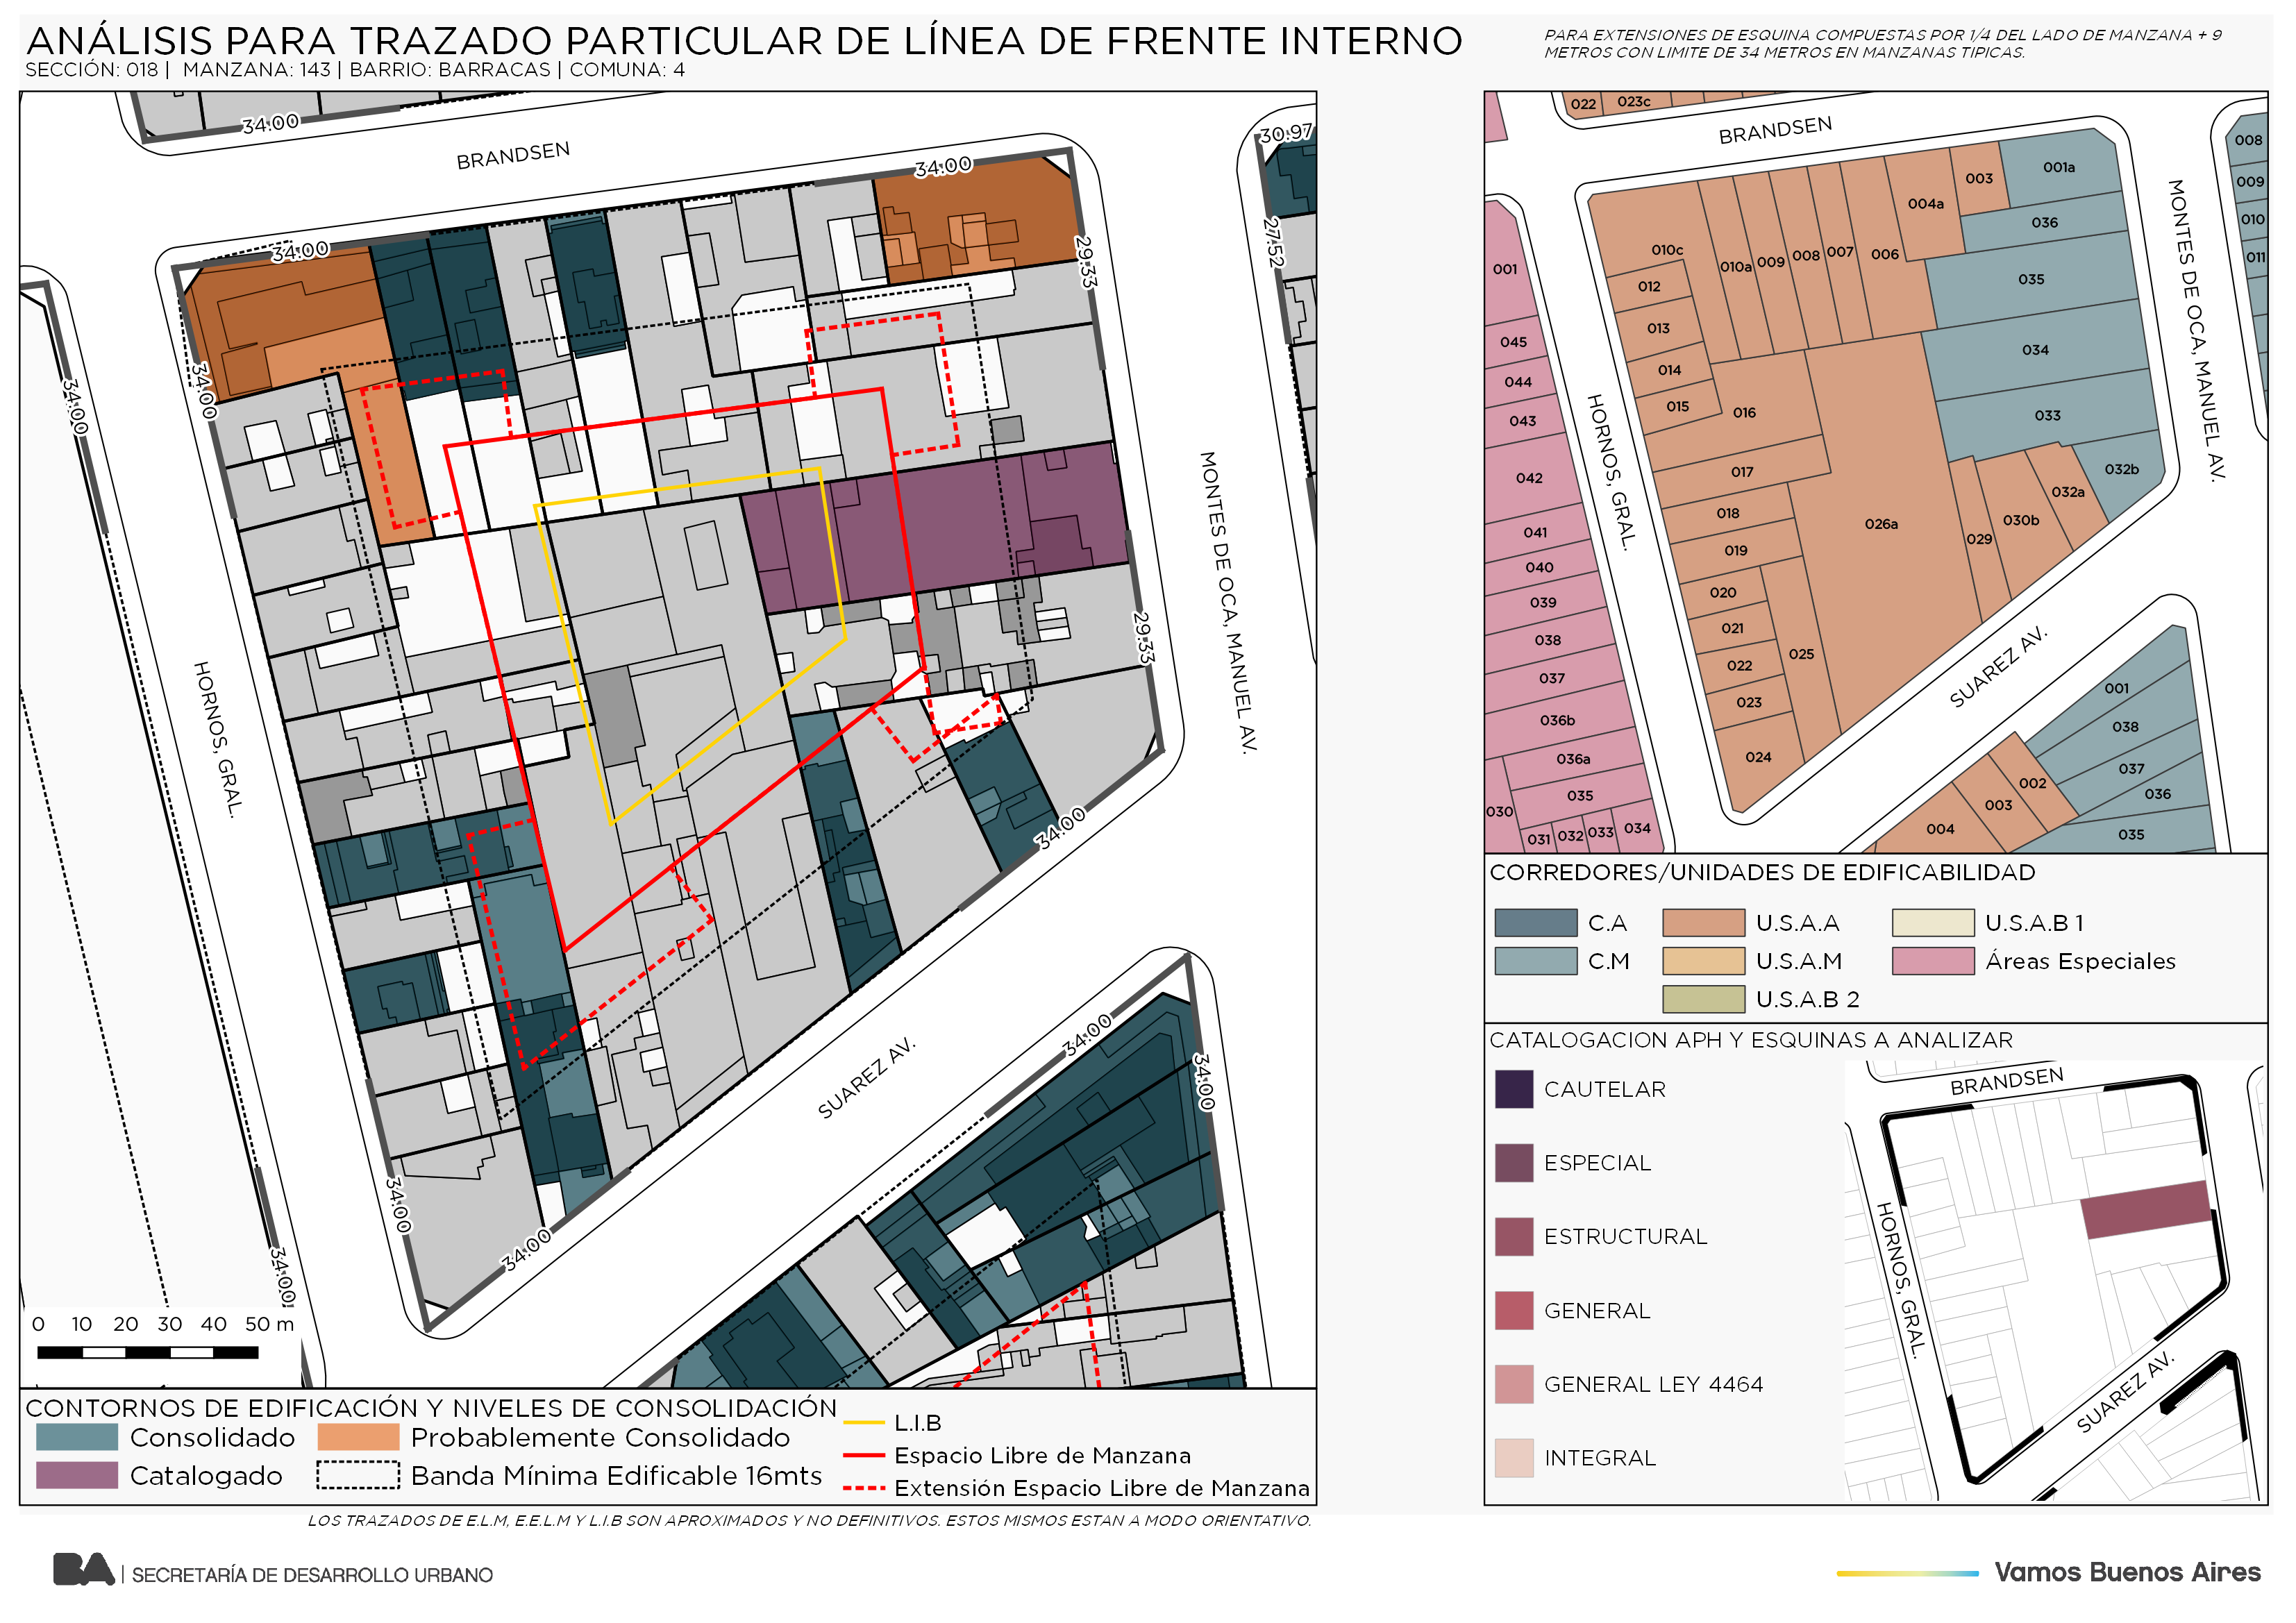 ANÁLISIS PARA TRAZADO PARTICULAR DE LÍNEA DE FRENTE INTERNO
SECCIÓN: 018 | MANZANA: 143 | BARRIO: BARRACAS | COMUNA: 4
PARA EXTENSIONES DE ESQUINA COMPUESTAS POR 1/4 DEL LADO DE MANZANA + 9
METROS CON LIMITE DE 34 METROS EN MANZANAS TIPICAS.
34.00
BRANDSEN
34.00
30.97
34.00
29.33
27.52
34.00
34.00
HORNOS, GRAL.
MONTES DE OCA, MANUEL AV.
29.33
34.00
SUAREZ AV.
34.00
34.00
34.00
34.00
34.00
0 10 20 30 40 50 m
CONTORNOS DE EDIFICACIÓN Y NIVELES DE CONSOLIDACIÓN
Consolidado
Probablemente Consolidado
Catalogado
Banda Mínima Edificable 16mts
L.I.B
Espacio Libre de Manzana
Extensión Espacio Libre de Manzana
LOS TRAZADOS DE E.L.M, E.E.L.M Y L.I.B SON APROXIMADOS Y NO DEFINITIVOS. ESTOS MISMOS ESTAN A MODO ORIENTATIVO.
022
023c
BRANDSEN
008
009
010
011
001a
003
004a
036
010c
010a
009
008
007
006
035
012
013
014
015
016
034
033
017
018
019
020
021
022
023
024
025
026a
029
030b
032a
032b
HORNOS, GRAL.
MONTES DE OCA, MANUEL AV.
SUAREZ AV.
001
045
044
043
042
041
040
039
038
037
036b
036a
035
030
031
032
033
034
001
038
037
036
035
002
003
004
CORREDORES/UNIDADES DE EDIFICABILIDAD
C.A
U.S.A.A
U.S.A.B 1
C.M
U.S.A.M
Áreas Especiales
U.S.A.B 2
CATALOGACION APH Y ESQUINAS A ANALIZAR
CAUTELAR
ESPECIAL
ESTRUCTURAL
GENERAL
GENERAL LEY 4464
INTEGRAL
BRANDSEN
HORNOS, GRAL.
SUAREZ AV.
BA | SECRETARÍA DE DESARROLLO URBANO
Vamos Buenos Aires